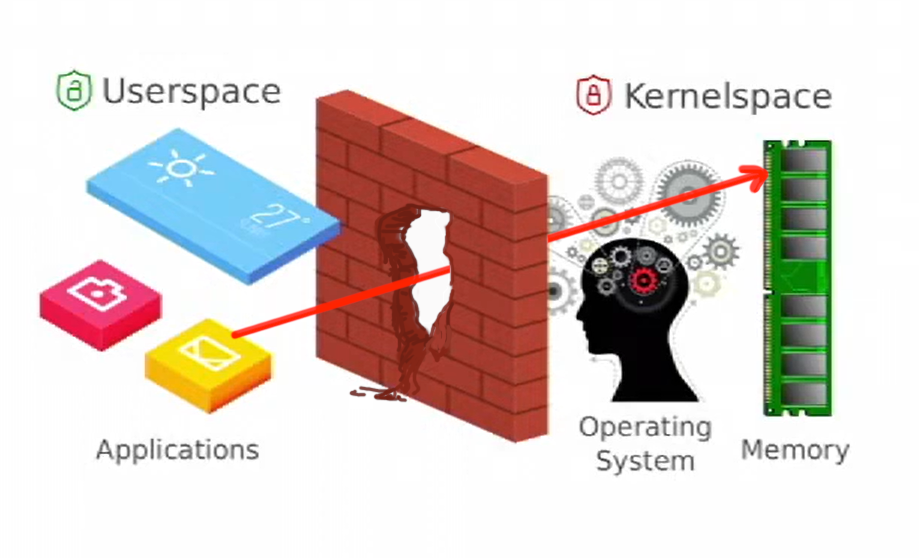 Userspace
Kernelspace
27°
Applications
Operating
System
Memory